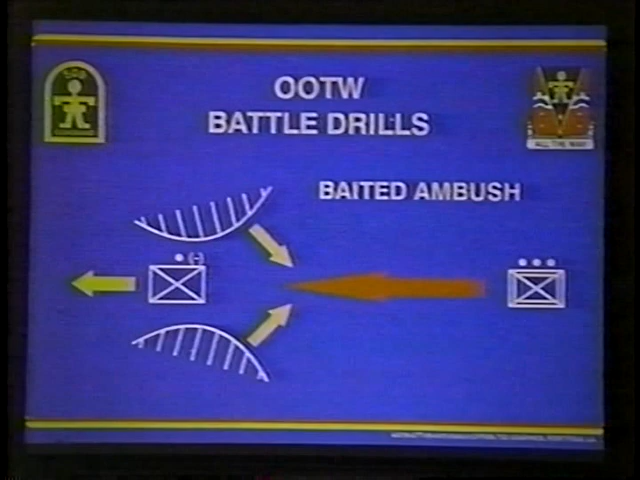 OOTW
BATTLE DRILLS
BAITED AMBUSH
(-)
ALL THE WAY